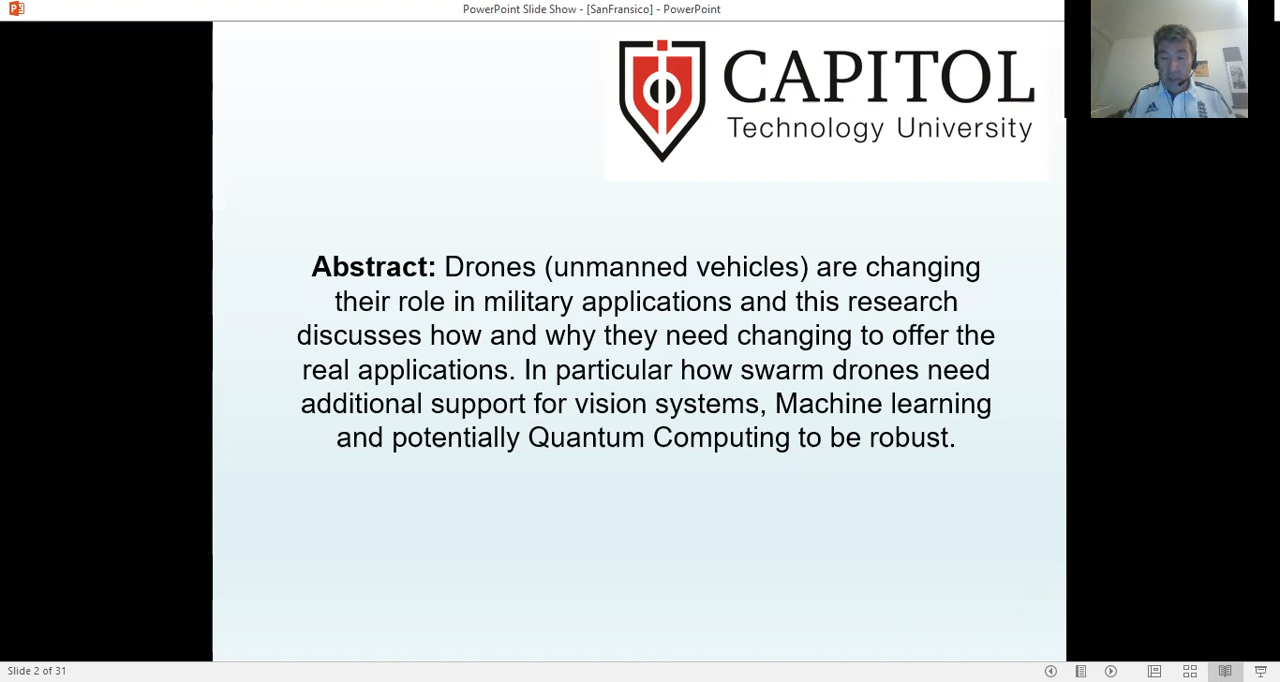 PowerPoint Slide Show - [SanFransico] - PowerPoint
CAPITOL
Technology University
Abstract: Drones (unmanned vehicles) are changing
their role in military applications and this research
discusses how and why they need changing to offer the
real applications. In particular how swarm drones need
additional support for vision systems, Machine learning
and potentially Quantum Computing to be robust.
Slide 2 of 31